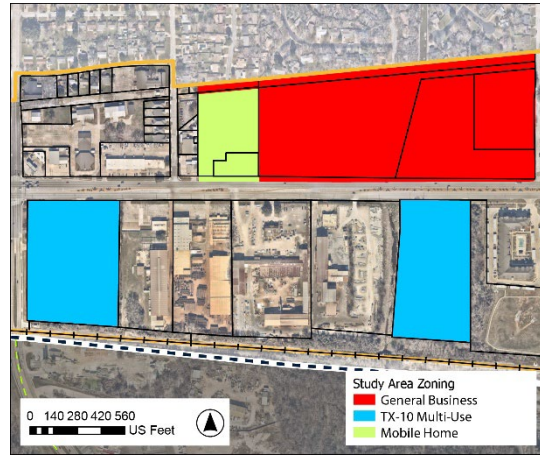 Study Area Zoning
General Business
TX-10 Multi-Use
Mobile Home
0 140 280 420 560
US Feet